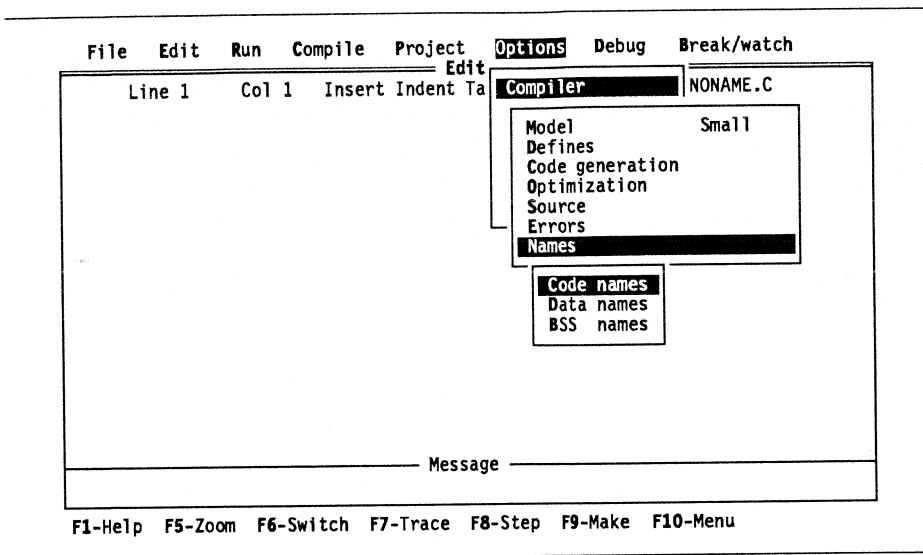 File Edit Run Compile Project Options Debug Break/watch
Edit
Line 1 Col 1 Insert Indent Ta
Compiler
NONAME.C
Model Small
Defines
Code generation
Optimization
Source
Errors
Names
Code names
Data names
BSS names
Message
F1-Help F5-Zoom F6-Switch F7-Trace F8-Step F9-Make F10-Menu